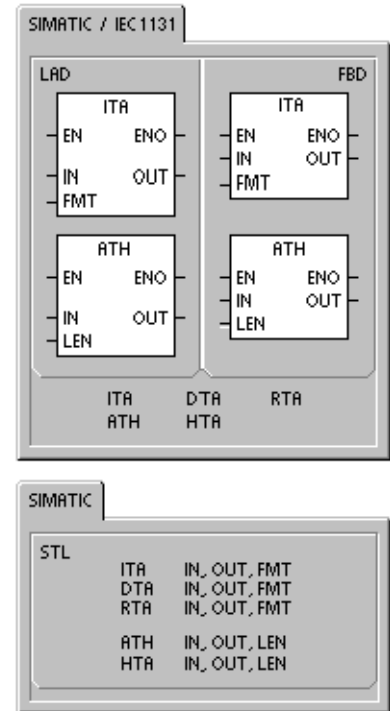 SIMATIC / IEC1131
LAD
FBD
ITA
EN ENO
IN OUT
FMT
ITA
EN ENO
IN OUT
FMT
ATH
EN ENO
IN OUT
LEN
ATH
EN ENO
IN OUT
LEN
ITA DTA RTA
ATH HTA
SIMATIC
STL
ITA IN, OUT, FMT
DTA IN, OUT, FMT
RTA IN, OUT, FMT
ATH IN, OUT, LEN
HTA IN, OUT, LEN